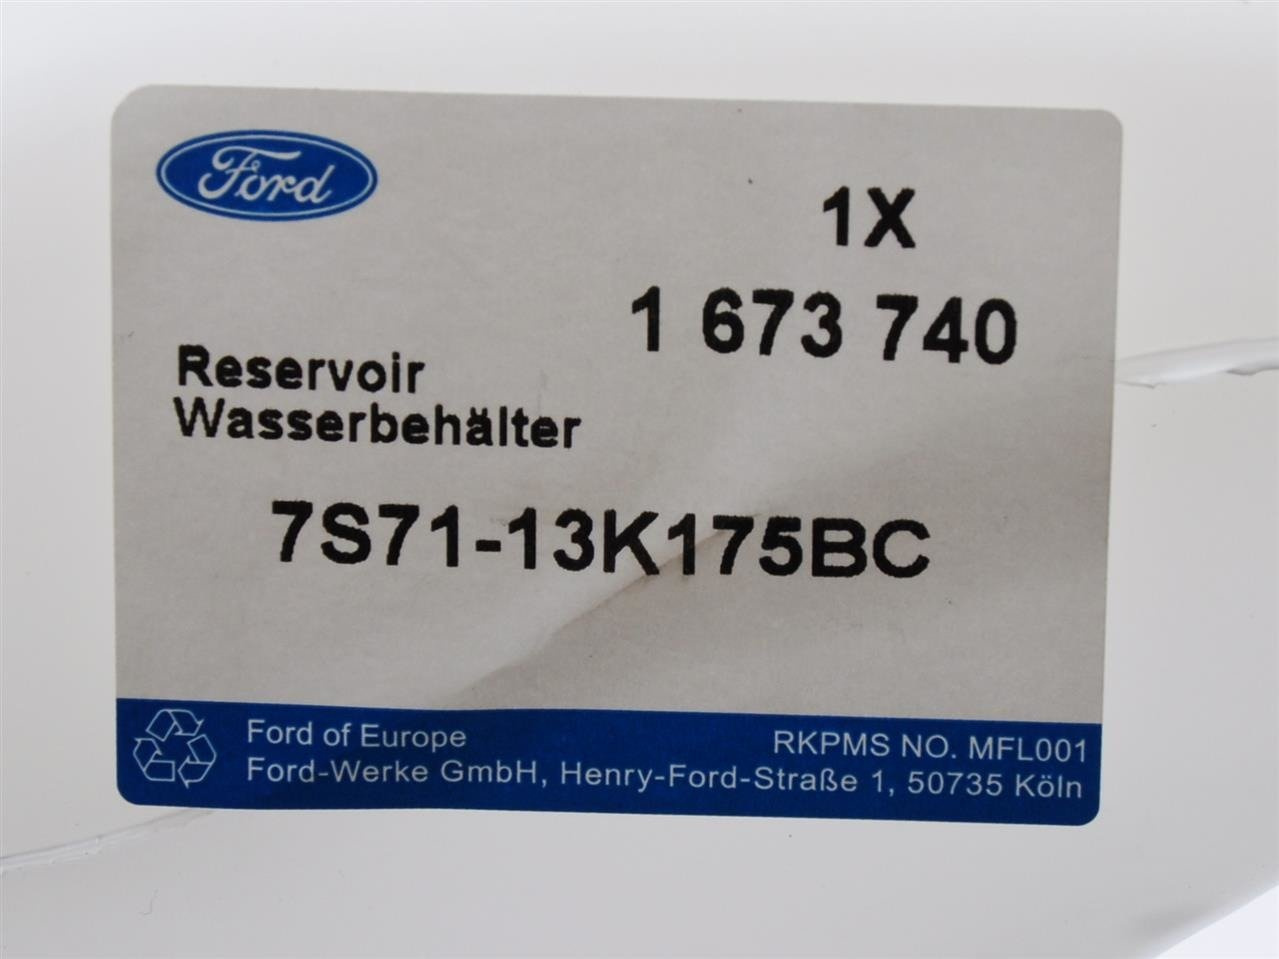 Ford
1X
1 673 740
Reservoir
Wasserbehälter
7S71-13K175BC
Ford of Europe
RKPMS NO. MFL001
Ford-Werke GmbH, Henry-Ford-Straße 1, 50735 Köln